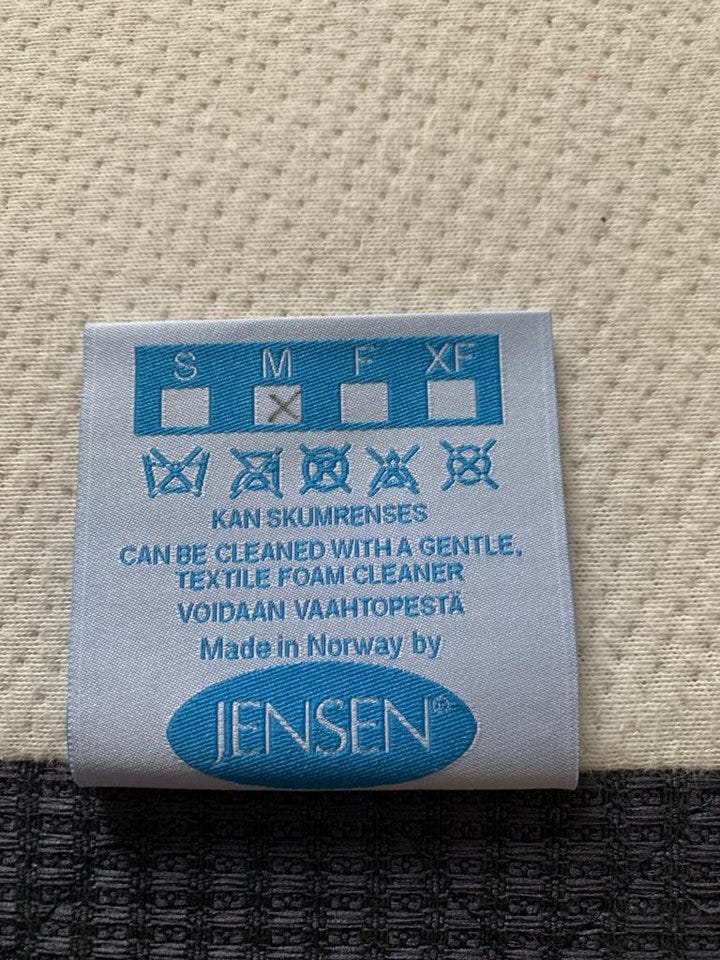 S M F XF
X
KAN SKUMRENSES
CAN BE CLEANED WITH A GENTLE,
TEXTILE FOAM CLEANER
VOIDAAN VAAHTOPESTÄ
Made in Norway by
JENSEN®